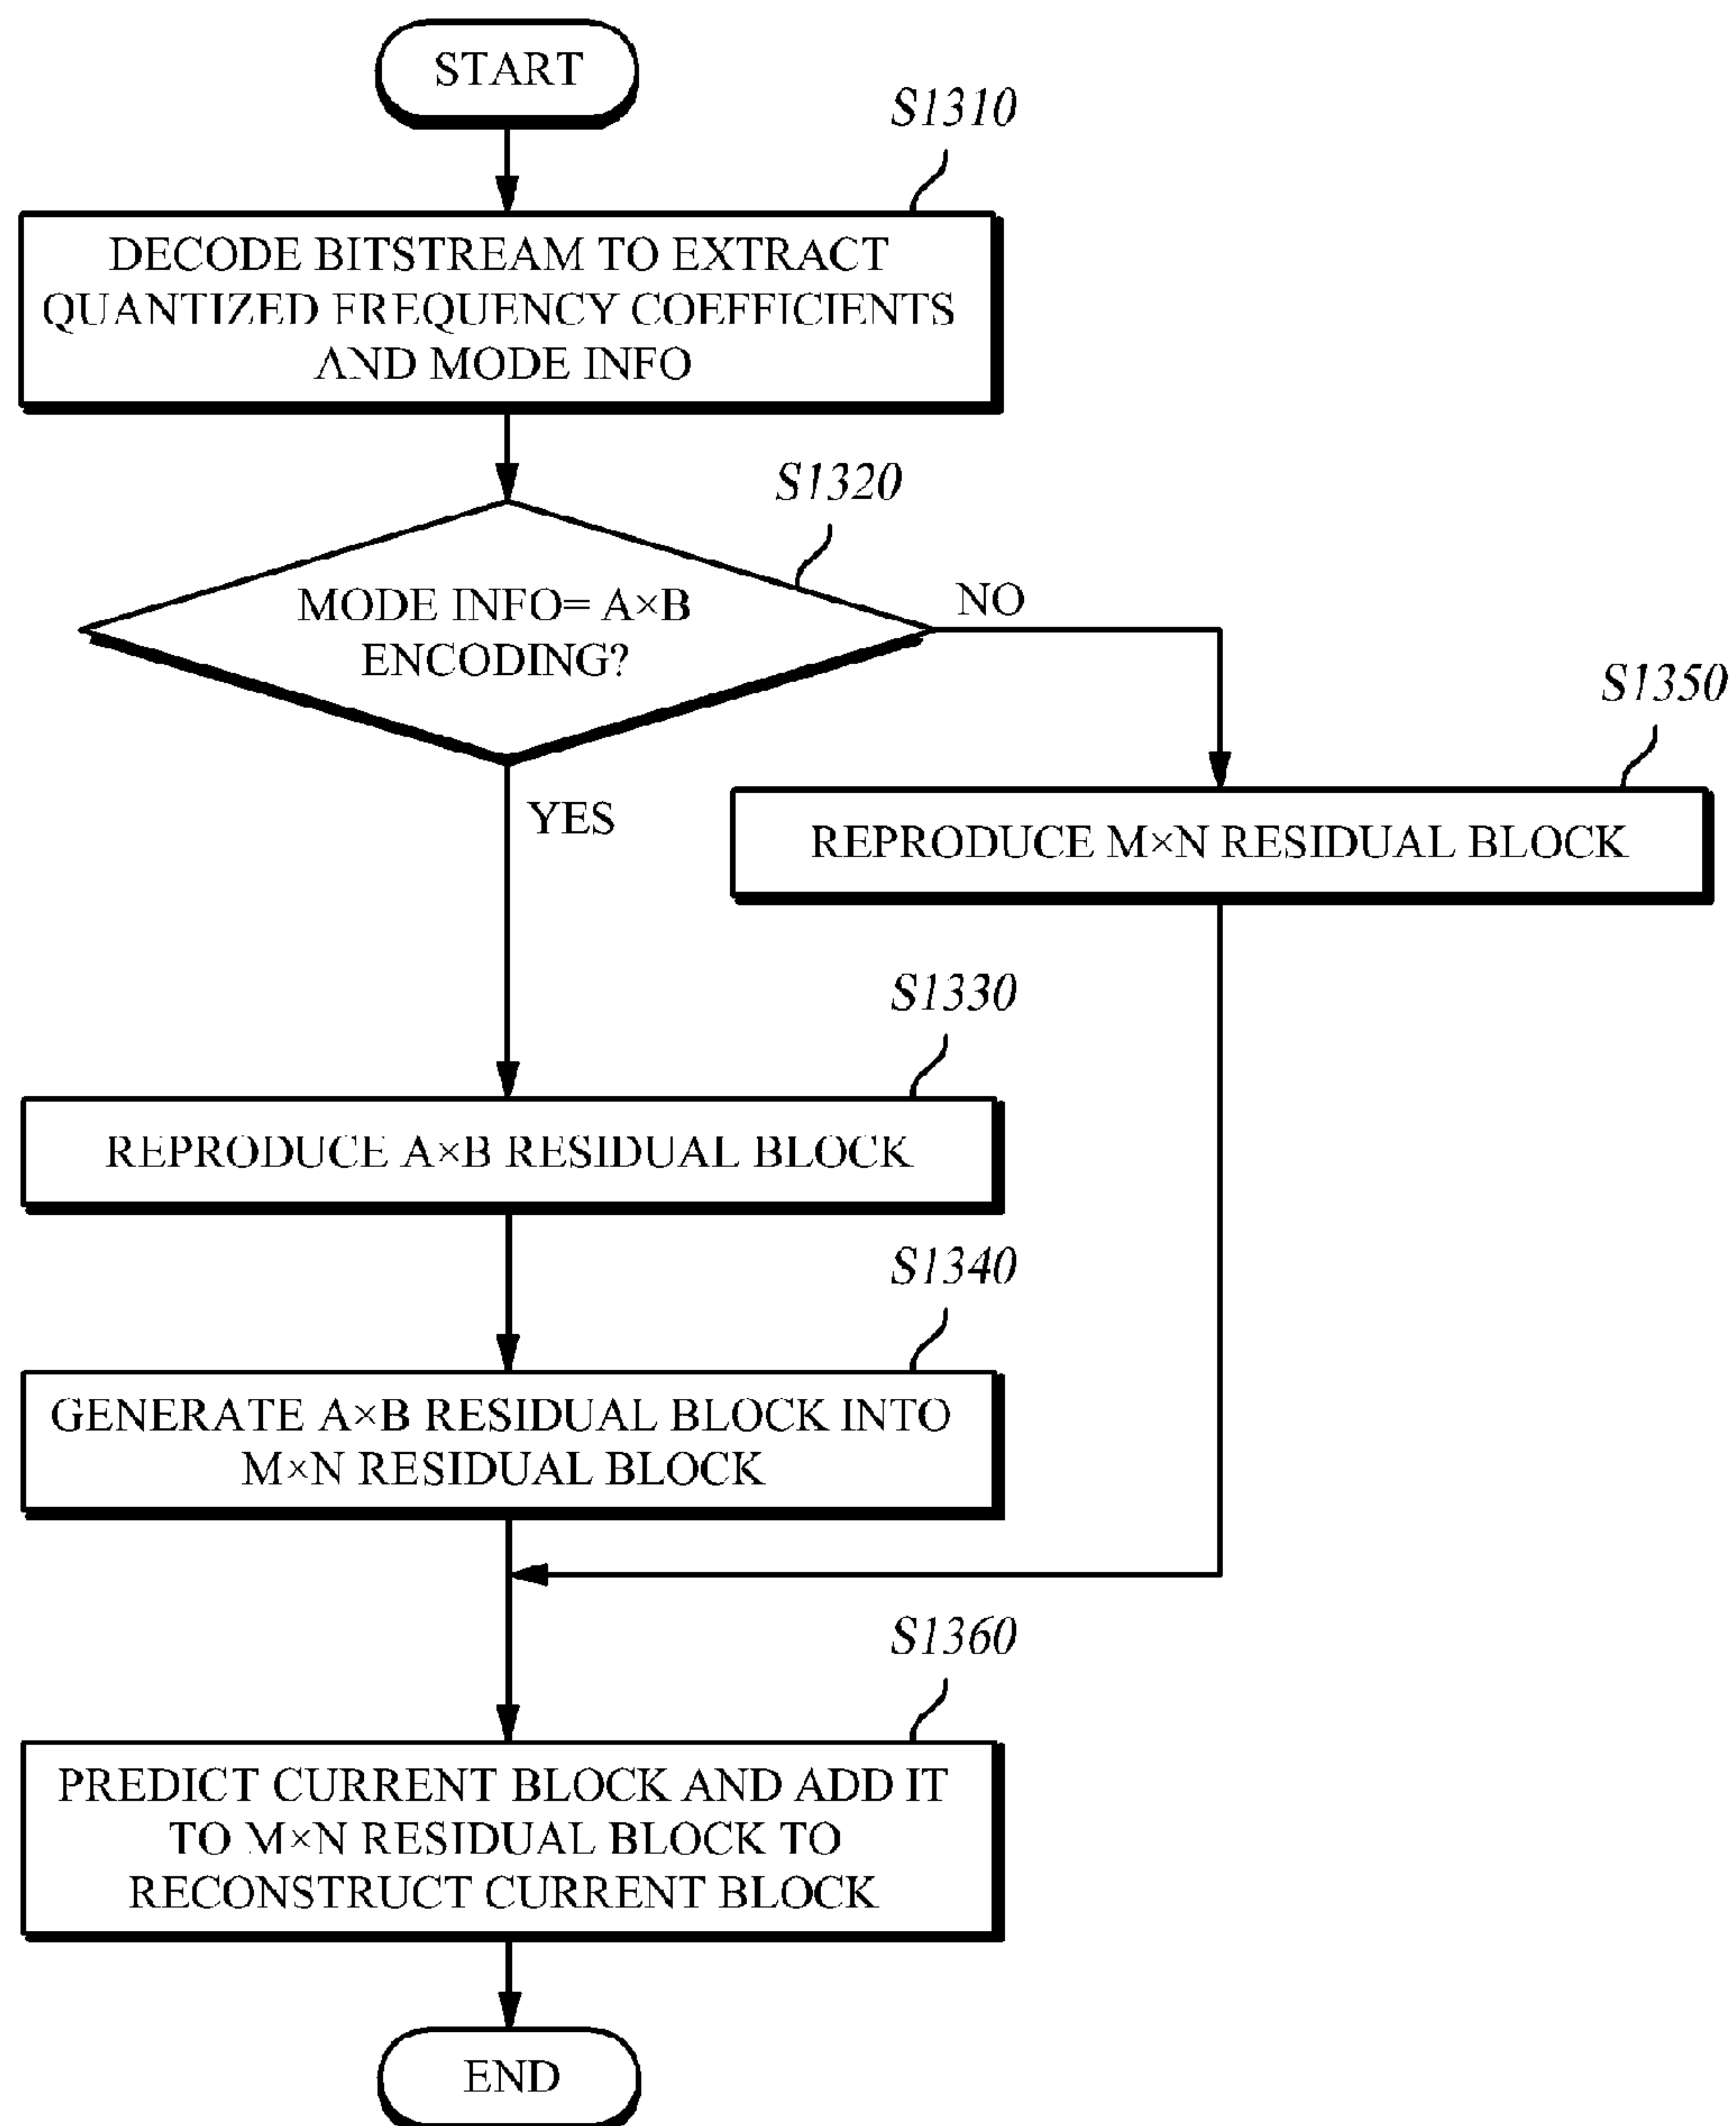 START
S1310
DECODE BITSTREAM TO EXTRACT
QUANTIZED FREQUENCY COEFFICIENTS
AND MODE INFO
S1320
MODE INFO= A×B
ENCODING?
NO
YES
S1350
REPRODUCE M×N RESIDUAL BLOCK
S1330
REPRODUCE A×B RESIDUAL BLOCK
S1340
GENERATE A×B RESIDUAL BLOCK INTO
M×N RESIDUAL BLOCK
S1360
PREDICT CURRENT BLOCK AND ADD IT
TO M×N RESIDUAL BLOCK TO
RECONSTRUCT CURRENT BLOCK
END